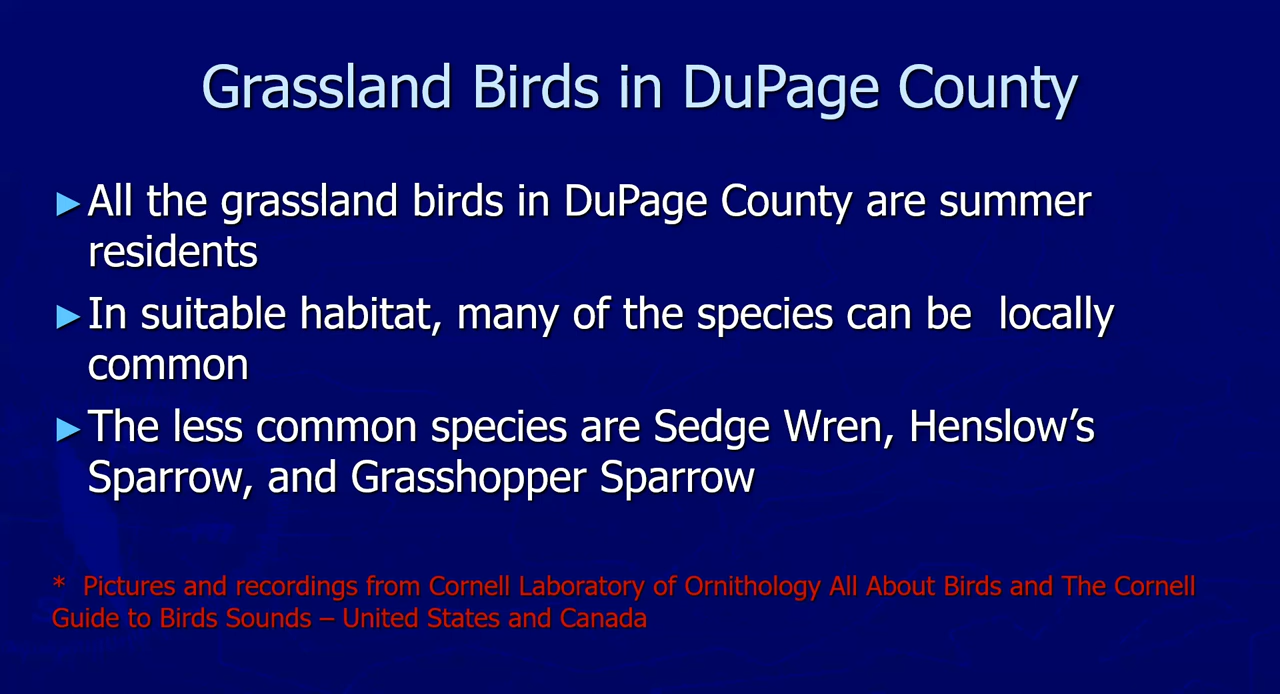 Grassland Birds in DuPage County
►All the grassland birds in DuPage County are summer
residents
►In suitable habitat, many of the species can be  locally
common
►The less common species are Sedge Wren, Henslow’s
Sparrow, and Grasshopper Sparrow
*  Pictures and recordings from Cornell Laboratory of Ornithology All About Birds and The Cornell
Guide to Birds Sounds – United States and Canada